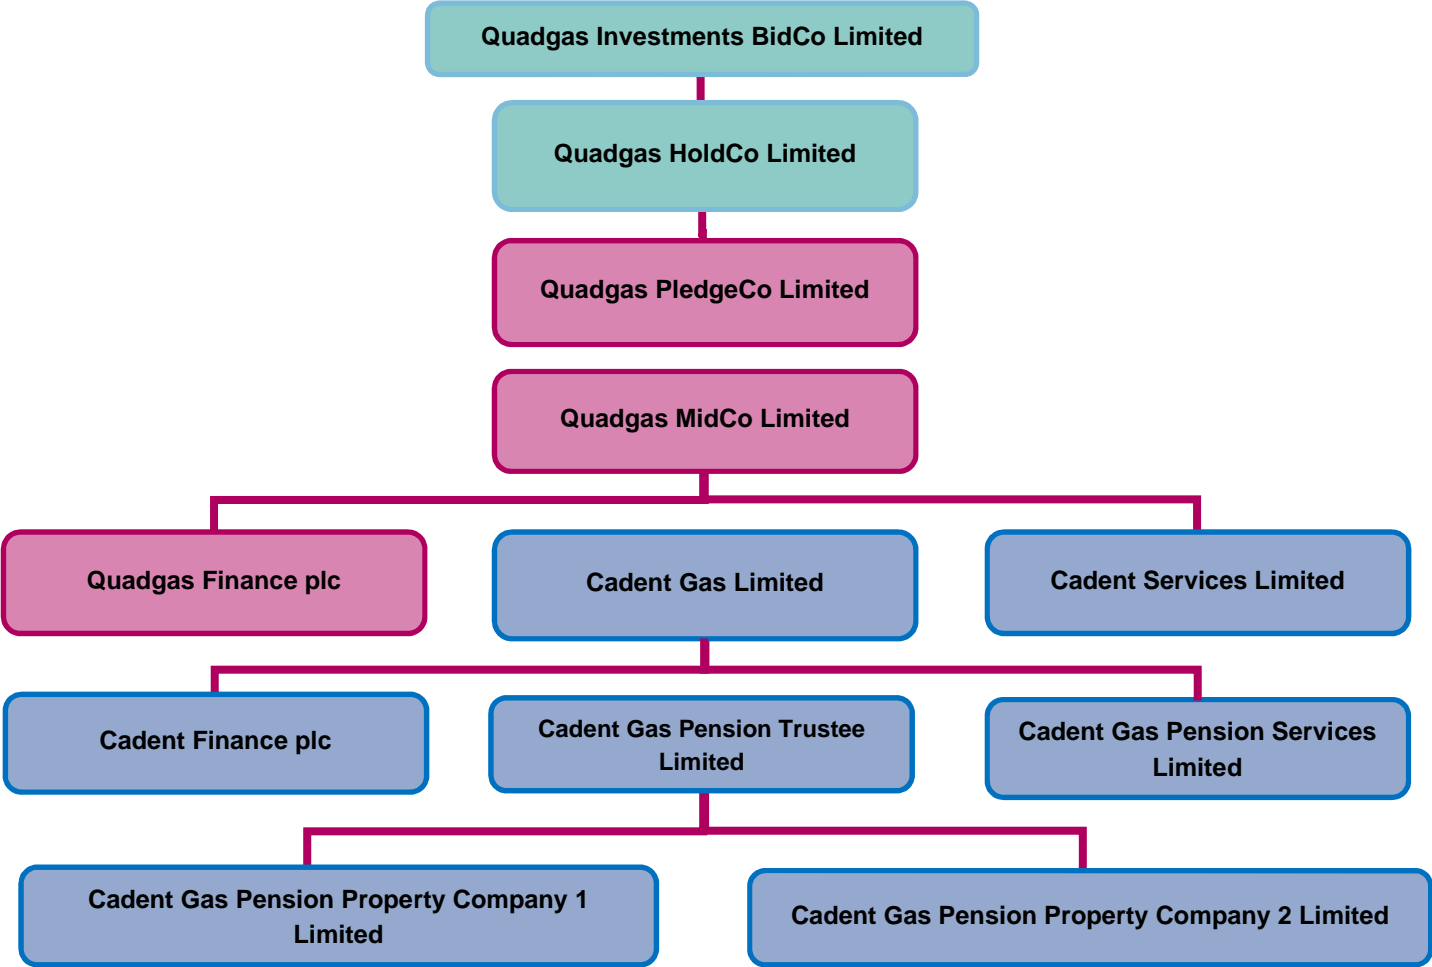 Quadgas Investments BidCo Limited
Quadgas HoldCo Limited
Quadgas PledgeCo Limited
Quadgas MidCo Limited
Quadgas Finance plc
Cadent Gas Limited
Cadent Services Limited
Cadent Finance plc
Cadent Gas Pension Trustee
Limited
Cadent Gas Pension Services
Limited
Cadent Gas Pension Property Company 1
Limited
Cadent Gas Pension Property Company 2 Limited